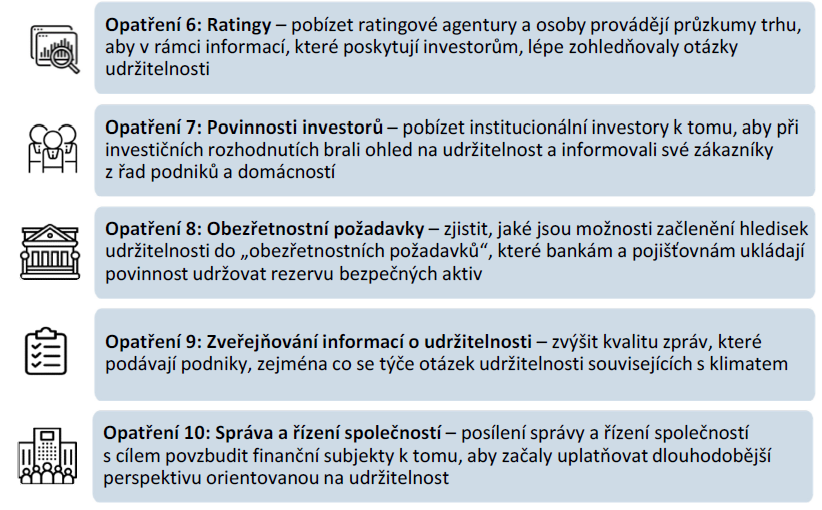 Opatření 6: Ratingy – pobízet ratingové agentury a osoby provádějí průzkumy trhu,
aby v rámci informací, které poskytují investorům, lépe zohledňovaly otázky
udržitelnosti
Opatření 7: Povinnosti investorů – pobízet institucionální investory k tomu, aby při
investičních rozhodnutích brali ohled na udržitelnost a informovali své zákazníky
z řad podniků a domácností
Opatření 8: Obezřetnostní požadavky – zjistit, jaké jsou možnosti začlenění hledisek
udržitelnosti do „obezřetnostních požadavků“, které bankám a pojišťovnám ukládají
povinnost udržovat rezervu bezpečných aktiv
Opatření 9: Zveřejňování informací o udržitelnosti – zvýšit kvalitu zpráv, které
podávají podniky, zejména co se týče otázek udržitelnosti souvisejících s klimatem
Opatření 10: Správa a řízení společností – posílení správy a řízení společností
s cílem povzbudit finanční subjekty k tomu, aby začaly uplatňovat dlouhodobější
perspektivu orientovanou na udržitelnost